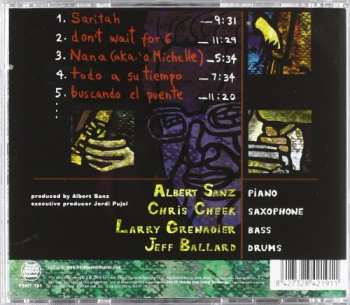 1. Saritah 9:31
2. don't wait for 6 11:29
3. Nana (aka: "a Michelle) 5:34
4. todo a su tiempo 7:34
5. buscando el puente 11:20
ALBERT SANZ PIANO
CHRIS CHEEK SAXOPHONE
LARRY GRENADIER BASS
JEFF BALLARD DRUMS
produced by Albert Sanz
executive producer Jordi Pujol
FSNT 191